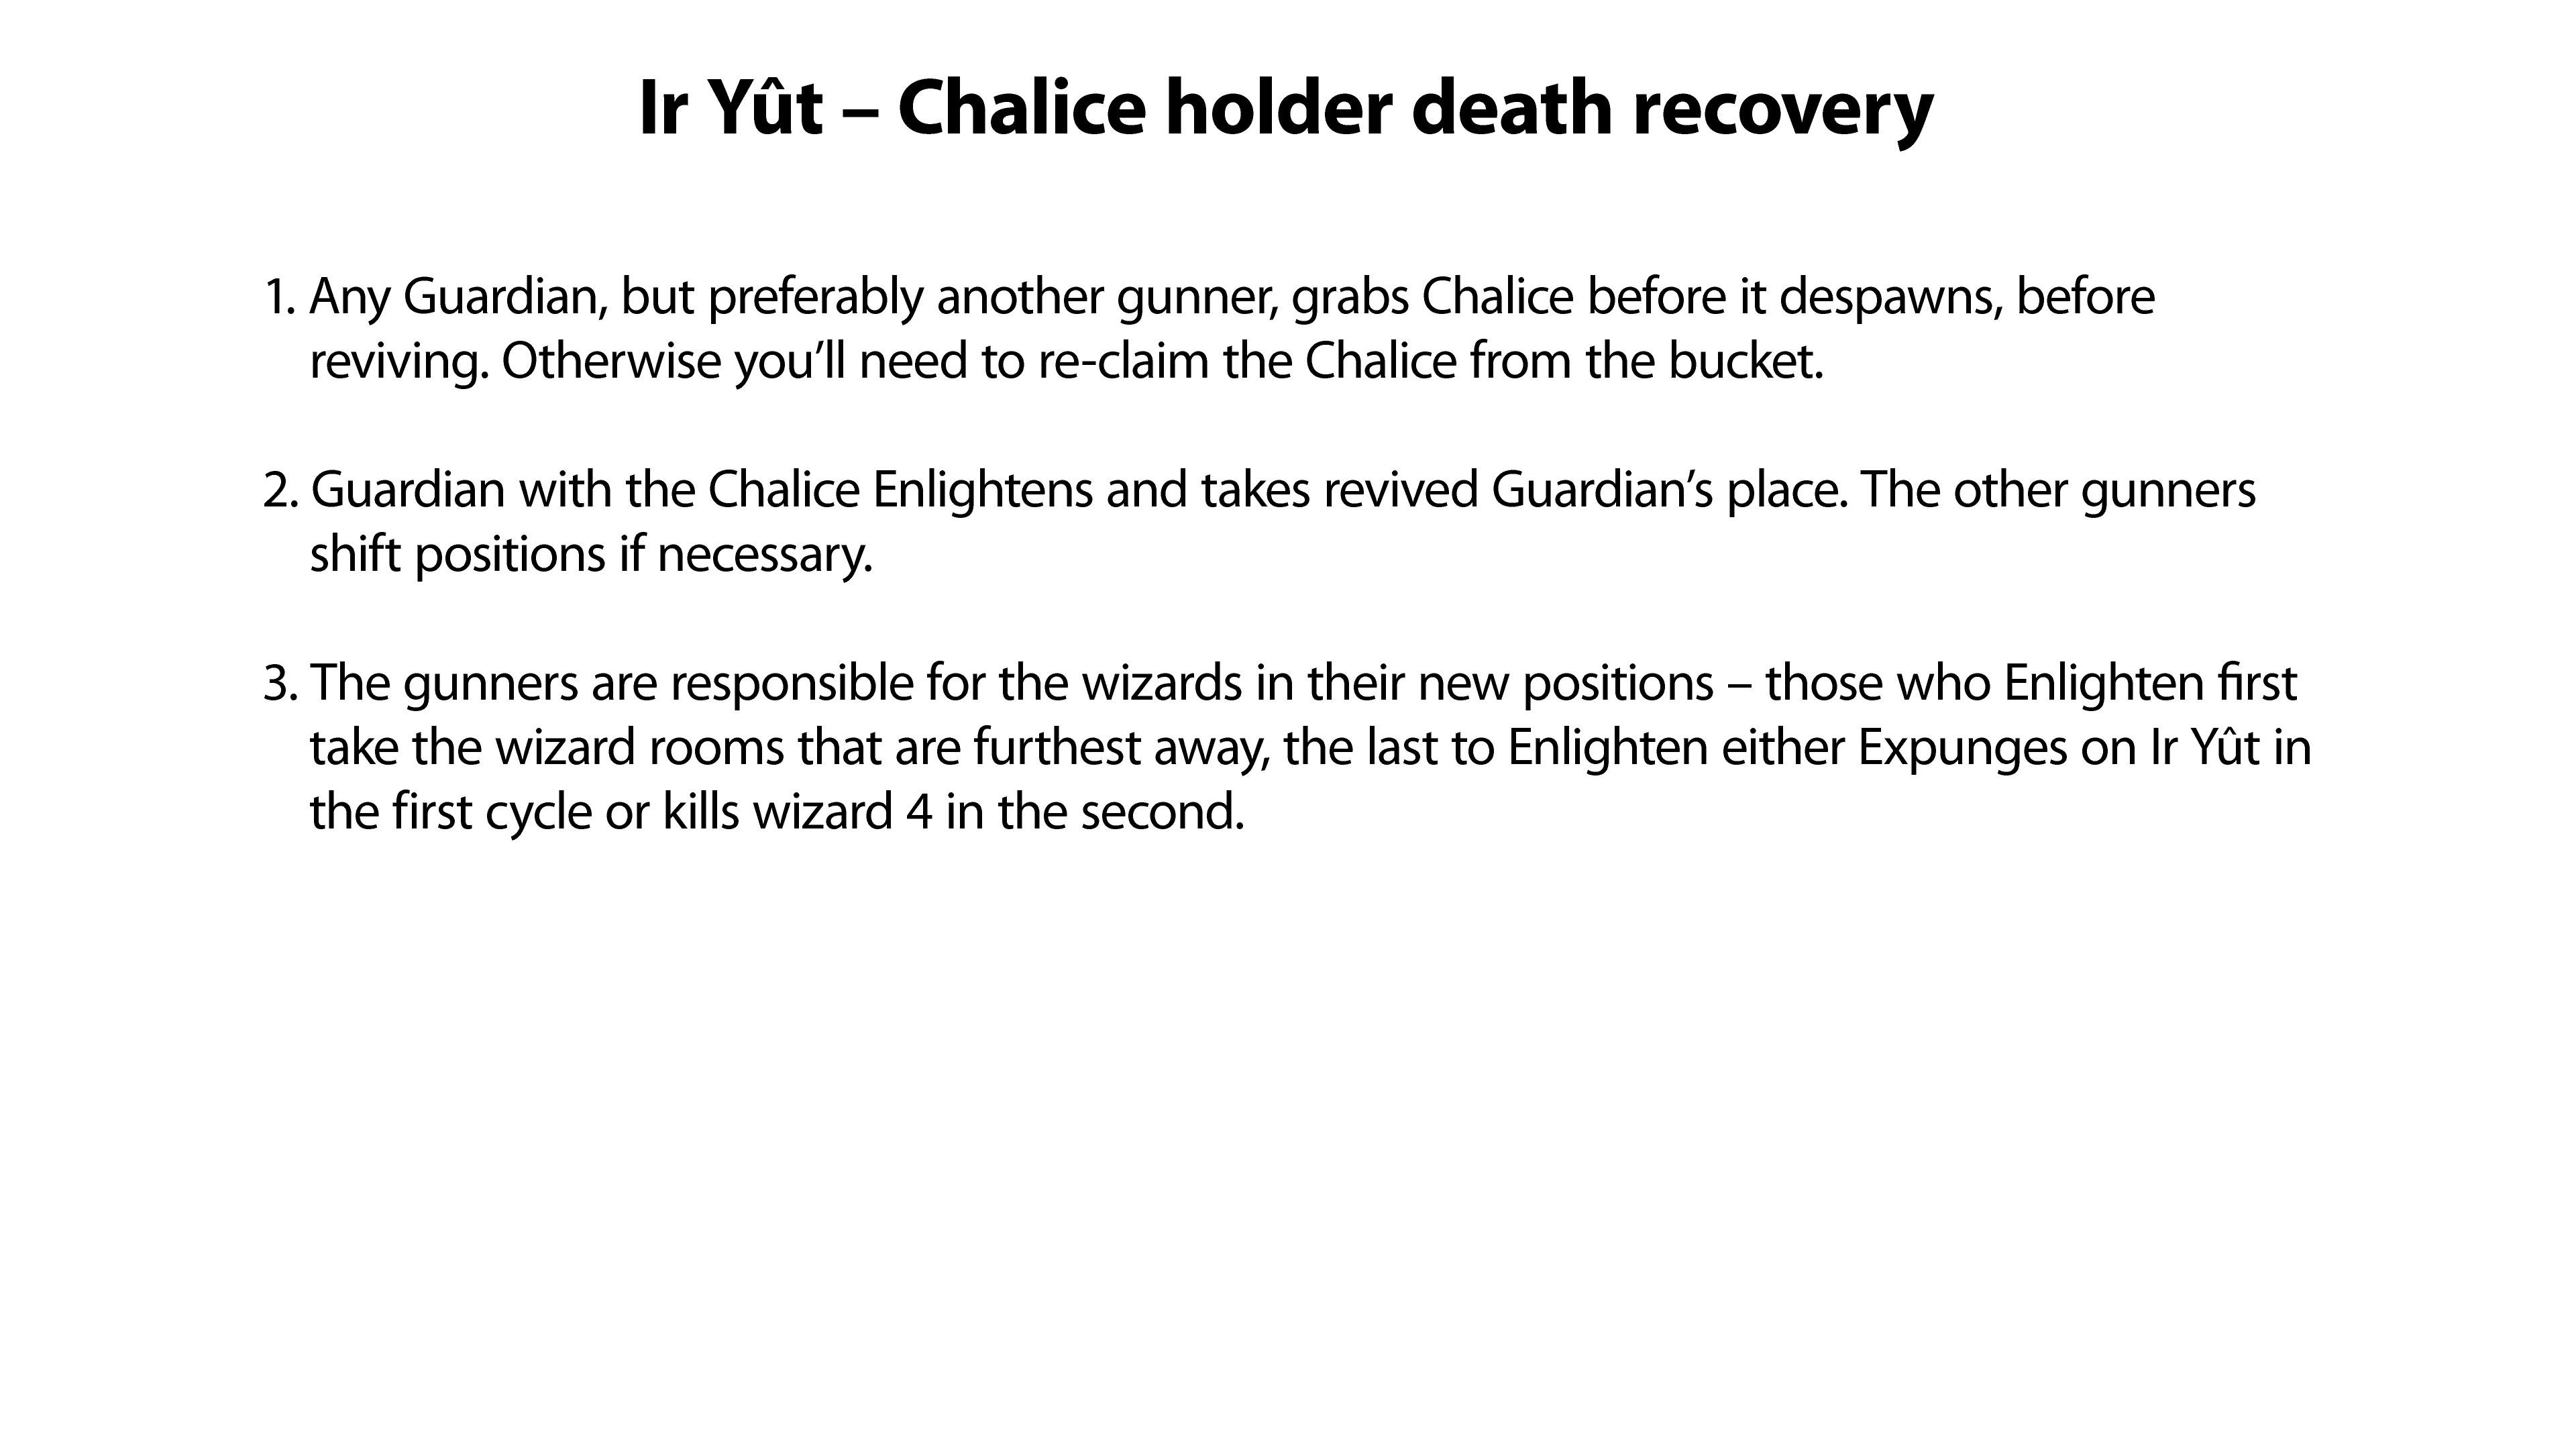 Ir Yût – Chalice holder death recovery
1. Any Guardian, but preferably another gunner, grabs Chalice before it despawns, before
reviving. Otherwise you’ll need to re-claim the Chalice from the bucket.
2. Guardian with the Chalice Enlightens and takes revived Guardian’s place. The other gunners
shift positions if necessary.
3. The gunners are responsible for the wizards in their new positions – those who Enlighten first
take the wizard rooms that are furthest away, the last to Enlighten either Expunges on Ir Yût in
the first cycle or kills wizard 4 in the second.